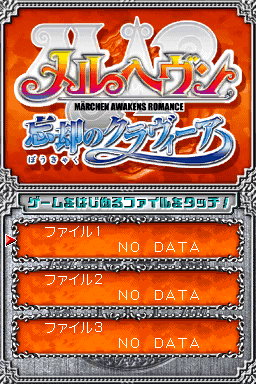 メルヘヴン
MÄRCHEN AWAKENS ROMANCE
忘却のクラヴィーア
ぼうきゃく
ゲームをはじめるファイルをタッチ!
ファイル1
NO DATA
ファイル2
NO DATA
ファイル3
NO DATA